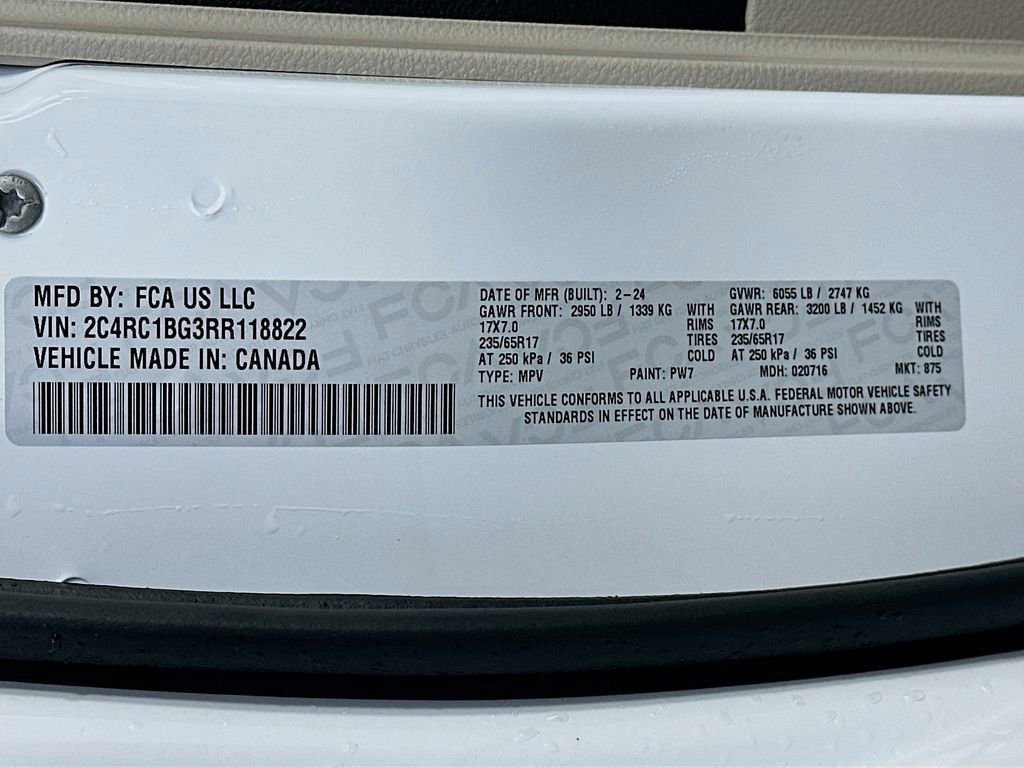 MFD BY: FCA US LLC
VIN: 2C4RC1BG3RR118822
VEHICLE MADE IN: CANADA
DATE OF MFR (BUILT): 2-24 GVWR: 6055 LB / 2747 KG
GAWR FRONT: 2950 LB / 1339 KG WITH GAWR REAR: 3200 LB / 1452 KG WITH
17X7.0 RIMS 17X7.0 RIMS
235/65R17 TIRES 235/65R17 TIRES
AT 250 kPa / 36 PSI COLD AT 250 kPa / 36 PSI COLD
TYPE: MPV PAINT: PW7 MDH: 020716 MKT: 875
THIS VEHICLE CONFORMS TO ALL APPLICABLE U.S.A. FEDERAL MOTOR VEHICLE SAFETY
STANDARDS IN EFFECT ON THE DATE OF MANUFACTURE SHOWN ABOVE.